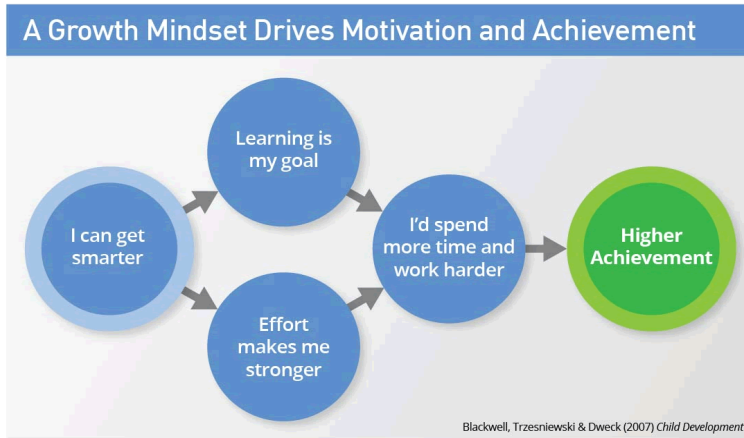 A Growth Mindset Drives Motivation and Achievement
Learning is
my goal
I can get
smarter
Effort
makes me
stronger
I'd spend
more time and
work harder
Higher
Achievement
Blackwell, Trzesniewski & Dweck (2007) Child Development